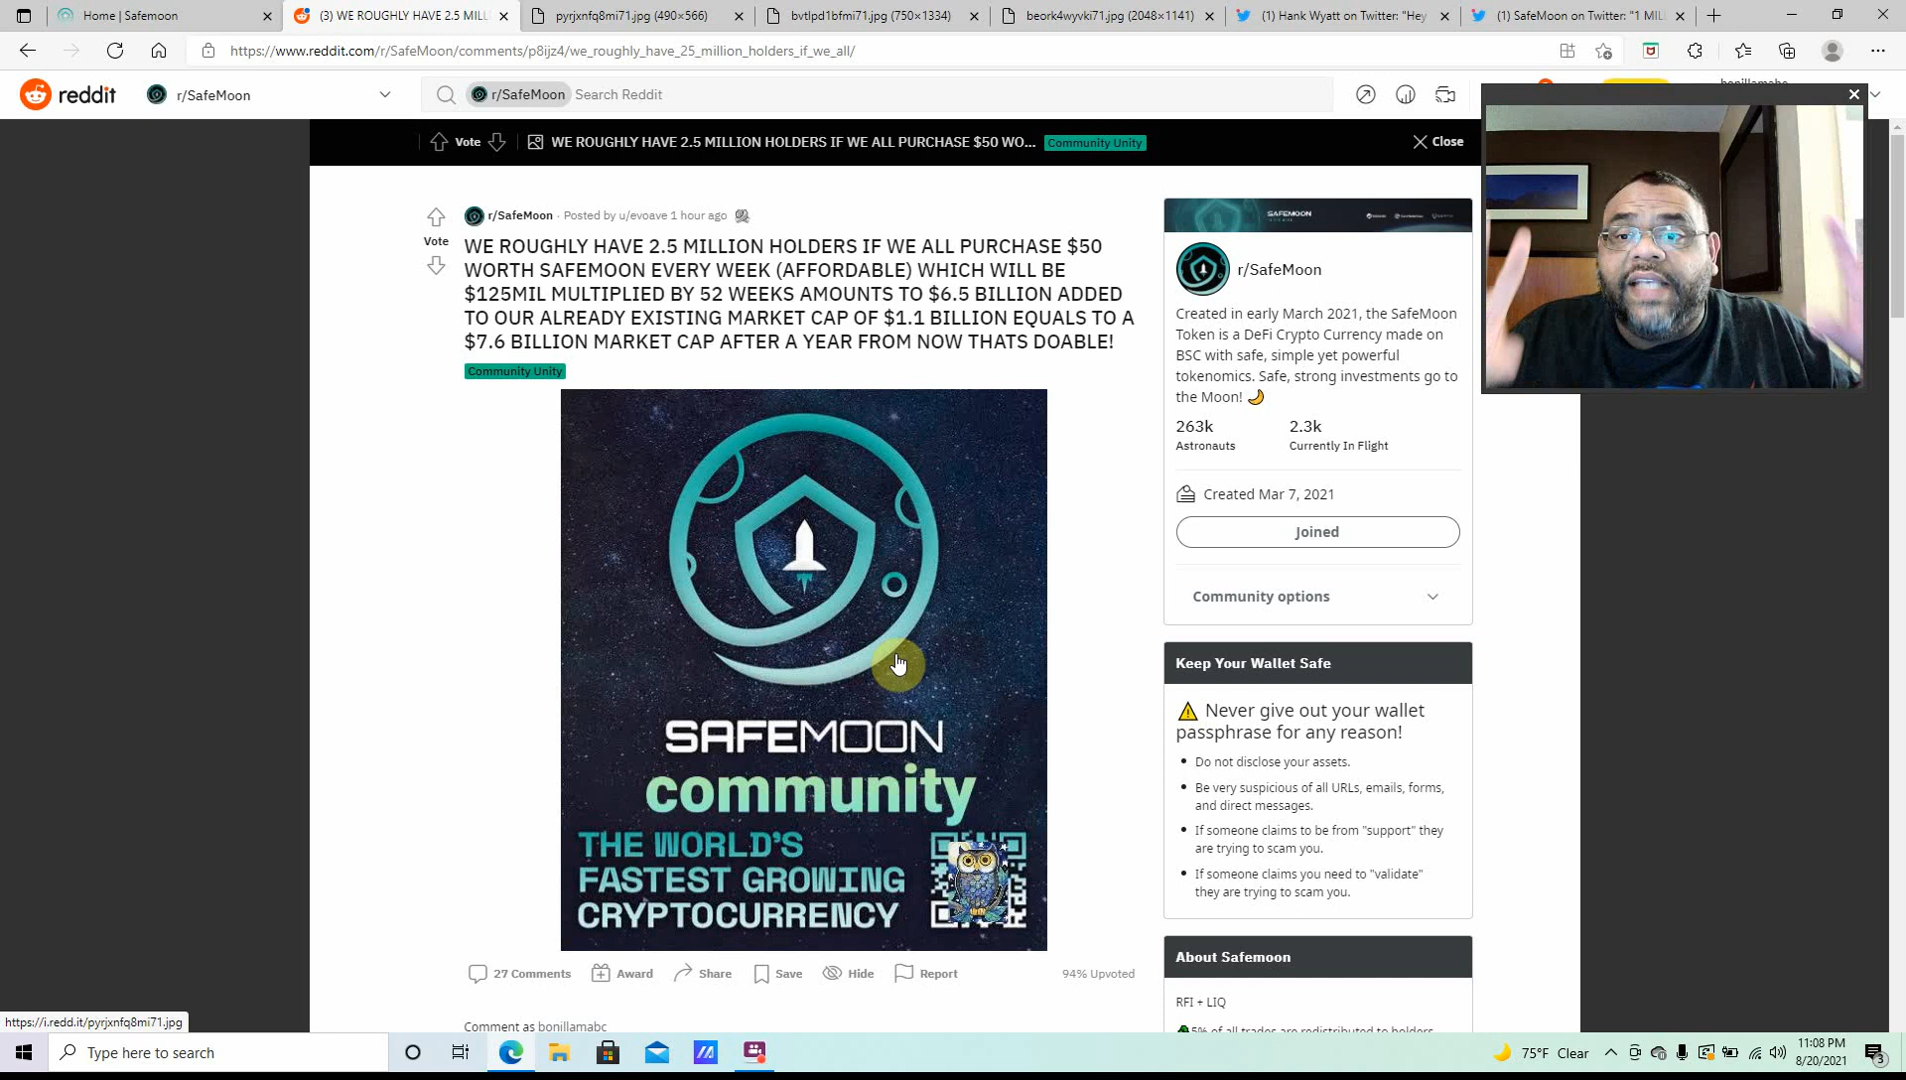 Home | Safemoon
(3) WE ROUGHLY HAVE 2.5 MILL
pyrjxnfq8mi71.jpg (490×566)
bvtlpd1bfmi71.jpg (750×1334)
beork4wyvki71.jpg (2048×1141)
(1) Hank Wyatt on Twitter: "Hey
(1) SafeMoon on Twitter: "1 MIL
https://www.reddit.com/r/SafeMoon/comments/p8ijz4/we_roughly_have_25_million_holders_if_we_all/
reddit
r/SafeMoon
r/SafeMoon
Search Reddit
Vote
WE ROUGHLY HAVE 2.5 MILLION HOLDERS IF WE ALL PURCHASE $50 WO...
Community Unity
Close
r/SafeMoon · Posted by u/evoave 1 hour ago
Vote
WE ROUGHLY HAVE 2.5 MILLION HOLDERS IF WE ALL PURCHASE $50
WORTH SAFEMOON EVERY WEEK (AFFORDABLE) WHICH WILL BE
$125MIL MULTIPLIED BY 52 WEEKS AMOUNTS TO $6.5 BILLION ADDED
TO OUR ALREADY EXISTING MARKET CAP OF $1.1 BILLION EQUALS TO A
$7.6 BILLION MARKET CAP AFTER A YEAR FROM NOW THATS DOABLE!
Community Unity
SAFEMOON
community
THE WORLD'S
FASTEST GROWING
CRYPTOCURRENCY
27 Comments
Award
Share
Save
Hide
Report
94% Upvoted
Comment as bonillamabc
SAFEMOON
r/SafeMoon
Created in early March 2021, the SafeMoon
Token is a DeFi Crypto Currency made on
BSC with safe, simple yet powerful
tokenomics. Safe, strong investments go to
the Moon! 🌙
263k
Astronauts
2.3k
Currently In Flight
Created Mar 7, 2021
Joined
Community options
Keep Your Wallet Safe
⚠ Never give out your wallet
passphrase for any reason!
Do not disclose your assets.
Be very suspicious of all URLs, emails, forms,
and direct messages.
If someone claims to be from "support" they
are trying to scam you.
If someone claims you need to "validate"
they are trying to scam you.
About Safemoon
RFI + LIQ
5% of all trades are redistributed to holders
https://i.redd.it/pyrjxnfq8mi71.jpg
Type here to search
75°F Clear
11:08 PM
8/20/2021
3